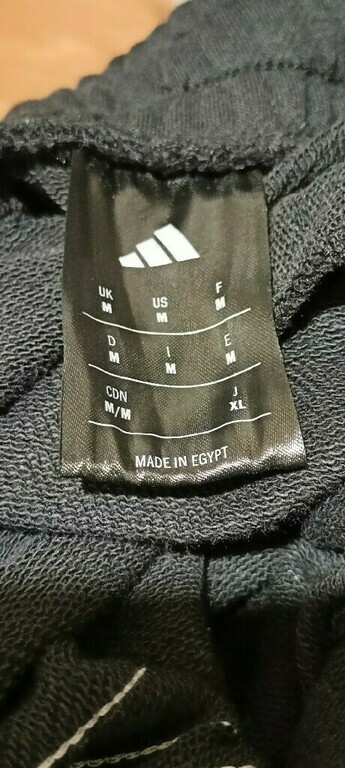 UK US F
M M M
D I E
M M M
CDN J
M/M XL
MADE IN EGYPT